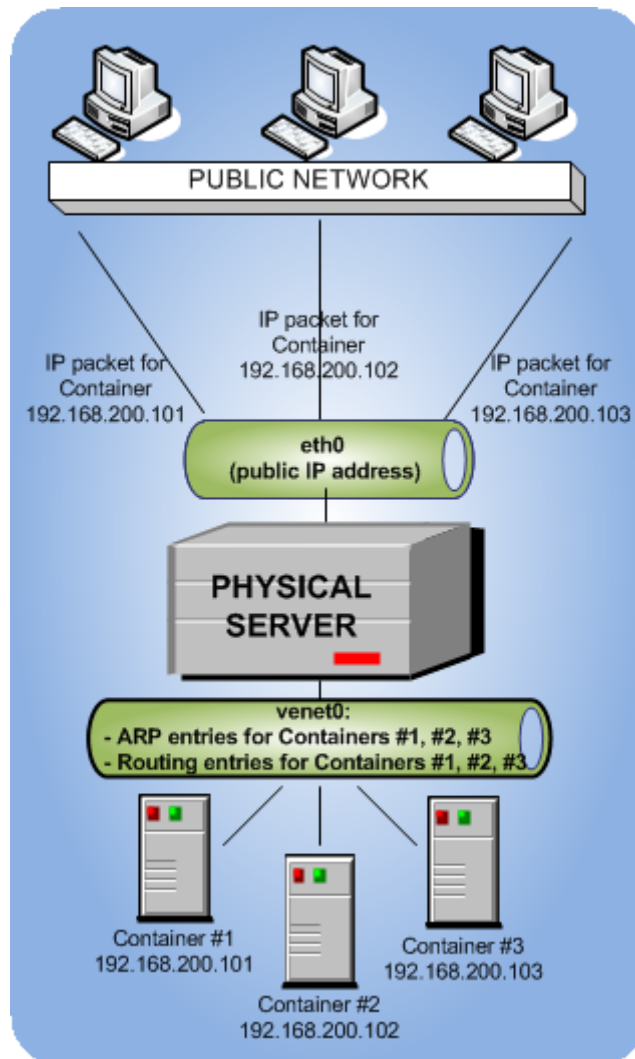 PUBLIC NETWORK
IP packet for
Container
192.168.200.101
IP packet for
Container
192.168.200.102
IP packet for
Container
192.168.200.103
eth0
(public IP address)
PHYSICAL
SERVER
venet0:
- ARP entries for Containers #1, #2, #3
- Routing entries for Containers #1, #2, #3
Container #1
192.168.200.101
Container #2
192.168.200.102
Container #3
192.168.200.103